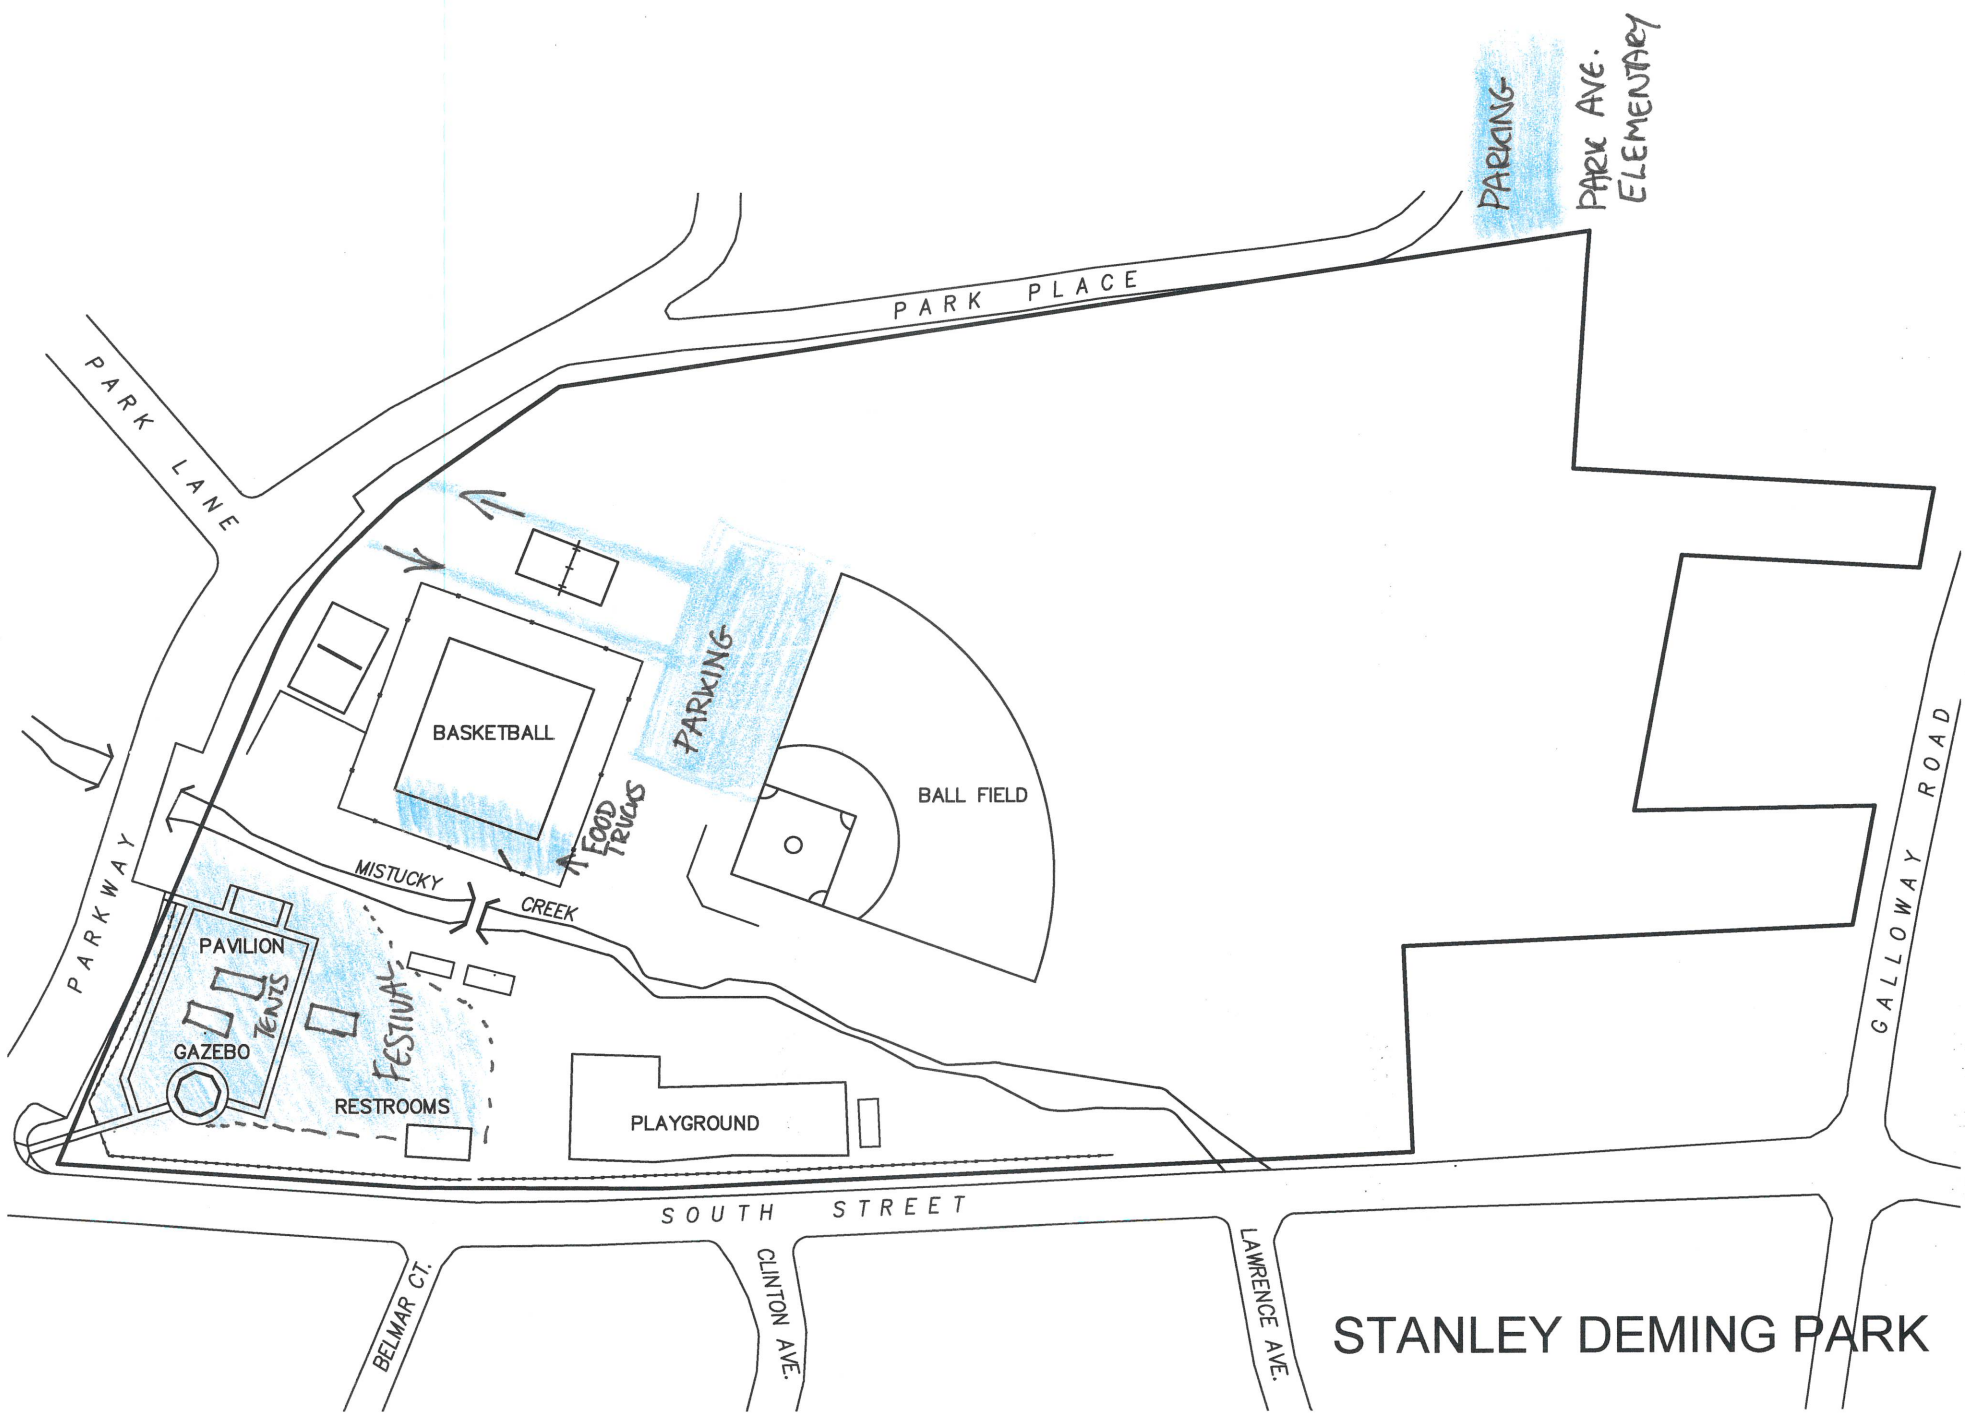 PARKING
PARK AVE.
ELEMENTARY
PARK PLACE
PARK LANE
PARKING
BASKETBALL
BALL FIELD
FOOD
TRUCKS
MISTUCKY
CREEK
PARKWAY
PAVILION
TENTS
FESTIVAL
GAZEBO
RESTROOMS
PLAYGROUND
GALLOWAY ROAD
SOUTH STREET
BELMAR CT.
CLINTON AVE.
LAWRENCE AVE.
STANLEY DEMING PARK